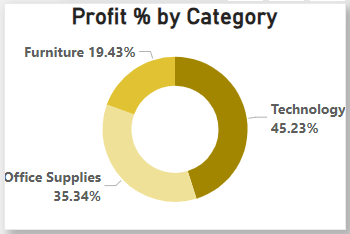 Profit % by Category
Furniture 19.43%
Technology
45.23%
Office Supplies
35.34%